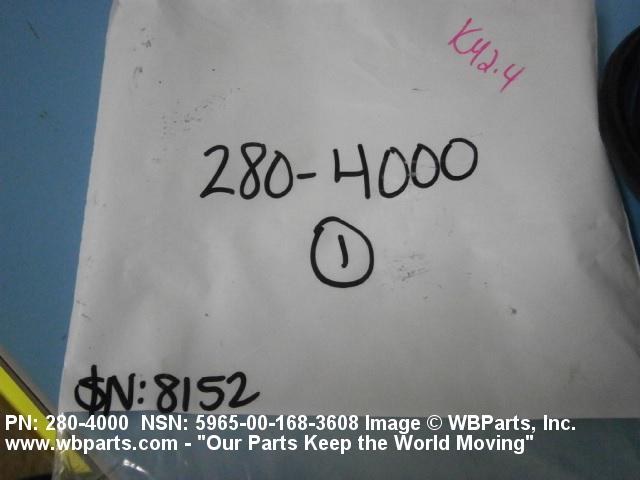 K42.4
280-4000
1
SN: 8152
PN: 280-4000 NSN: 5965-00-168-3608 Image © WBParts, Inc.
www.wbparts.com - "Our Parts Keep the World Moving"